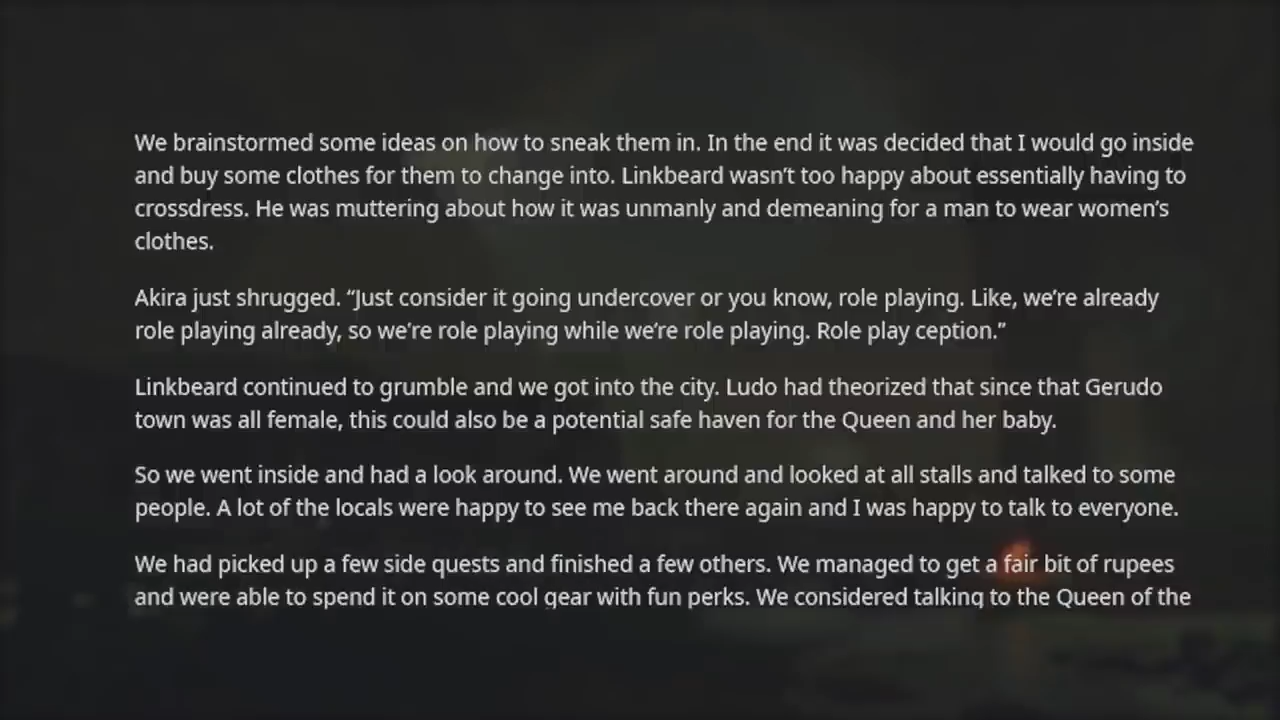 We brainstormed some ideas on how to sneak them in. In the end it was decided that I would go inside
and buy some clothes for them to change into. Linkbeard wasn’t too happy about essentially having to
crossdress. He was muttering about how it was unmanly and demeaning for a man to wear women’s
clothes.
Akira just shrugged. “Just consider it going undercover or you know, role playing. Like, we’re already
role playing already, so we’re role playing while we’re role playing. Role play ception.”
Linkbeard continued to grumble and we got into the city. Ludo had theorized that since that Gerudo
town was all female, this could also be a potential safe haven for the Queen and her baby.
So we went inside and had a look around. We went around and looked at all stalls and talked to some
people. A lot of the locals were happy to see me back there again and I was happy to talk to everyone.
We had picked up a few side quests and finished a few others. We managed to get a fair bit of rupees
and were able to spend it on some cool gear with fun perks. We considered talking to the Queen of the